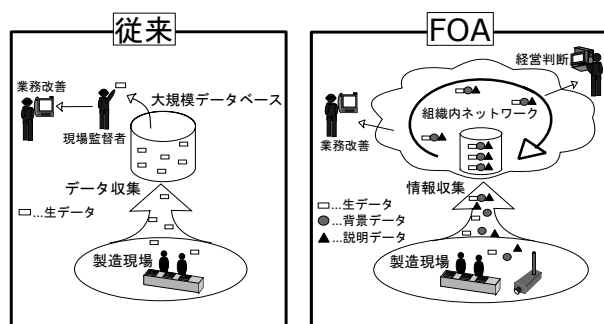 従来
業務改善
大規模データベース
現場監督者
データ収集
□...生データ
製造現場
FOA
経営判断
組織内ネットワーク
業務改善
情報収集
□...生データ
●...背景データ
▲...説明データ
製造現場